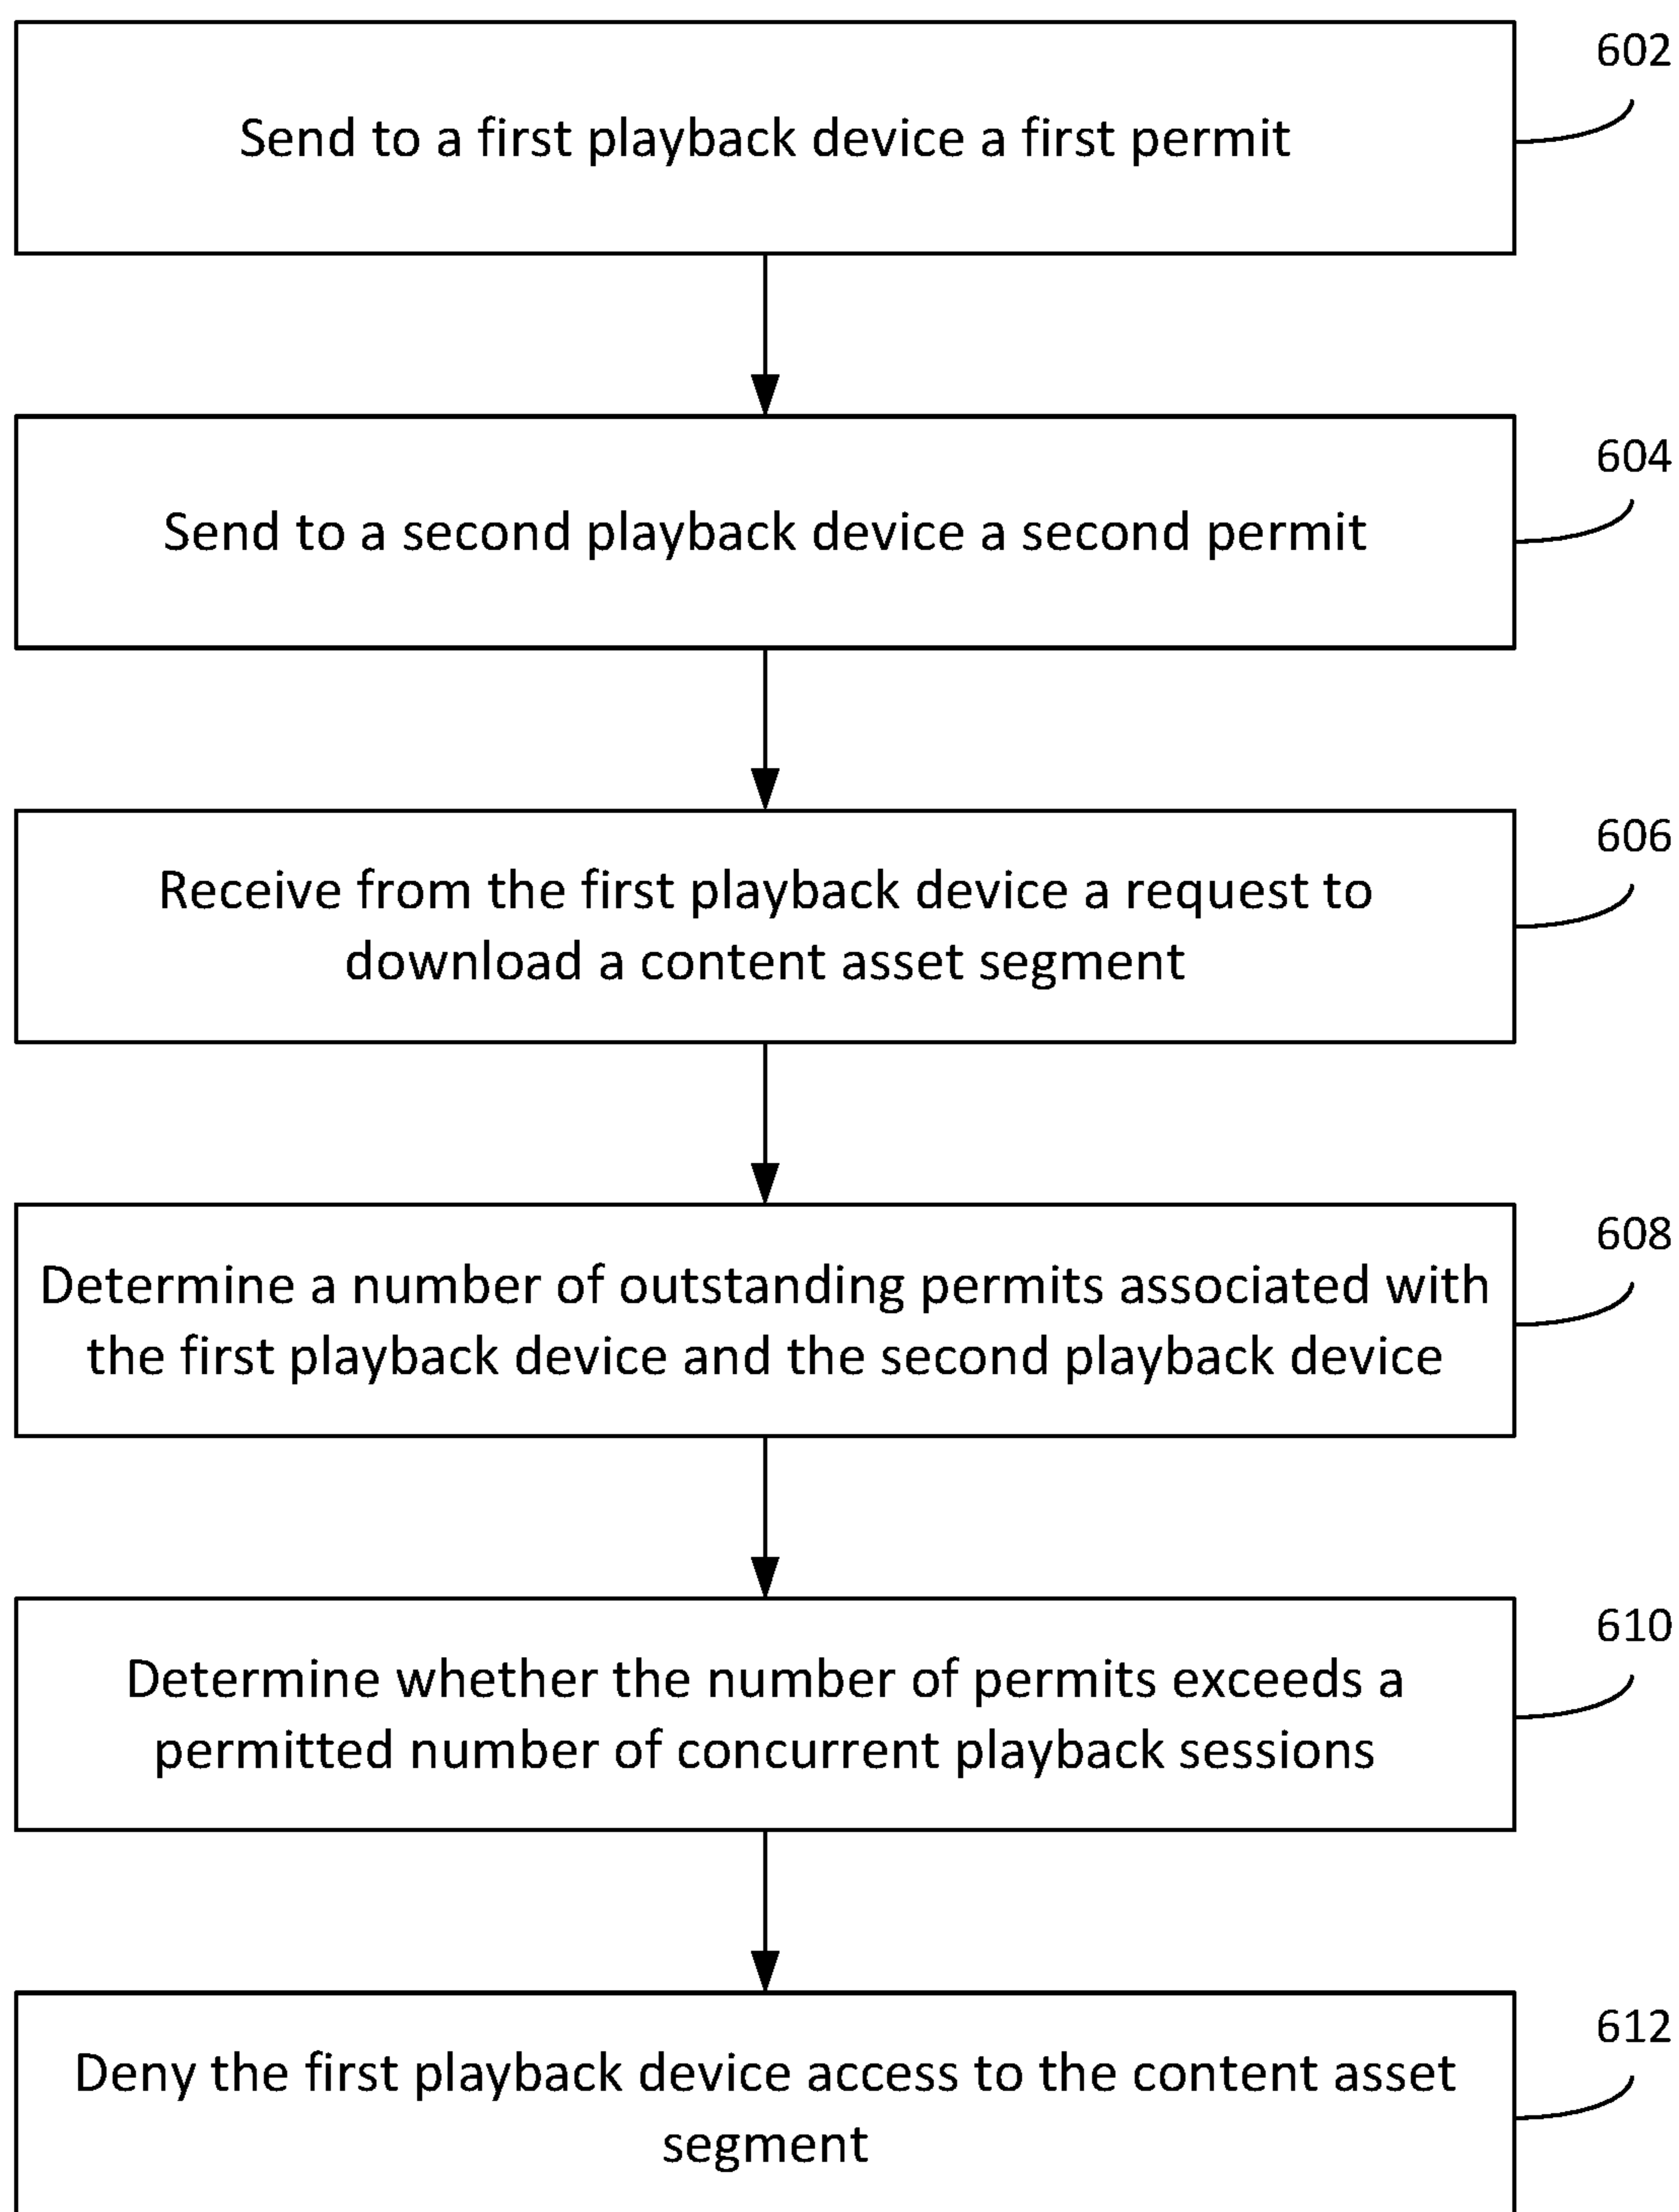 602
Send to a first playback device a first permit
604
Send to a second playback device a second permit
606
Receive from the first playback device a request to
download a content asset segment
608
Determine a number of outstanding permits associated with
the first playback device and the second playback device
610
Determine whether the number of permits exceeds a
permitted number of concurrent playback sessions
612
Deny the first playback device access to the content asset
segment